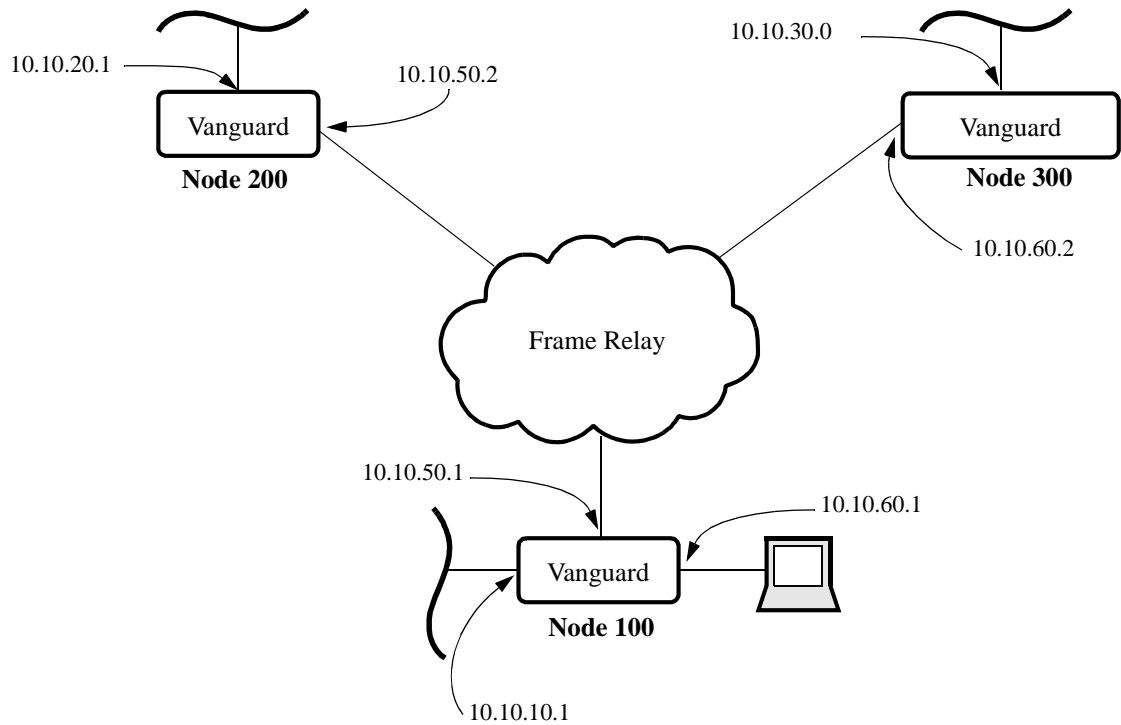 10.10.30.0
10.10.20.1
10.10.50.2
Vanguard
Vanguard
Node 200
Node 300
10.10.60.2
Frame Relay
10.10.50.1
10.10.60.1
Vanguard
Node 100
10.10.10.1